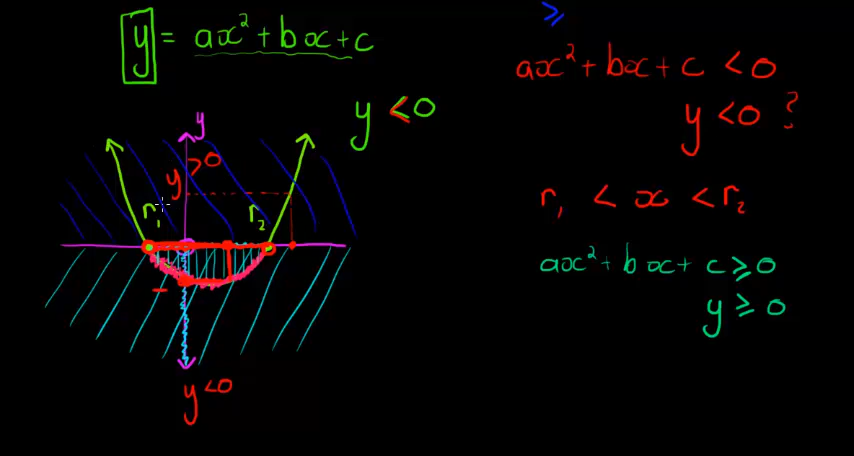 y = ax² + bx + c
y < 0
y
y > 0
r₁
r₂
-
y < 0
≥
ax² + bx + c < 0
y < 0 ?
r₁ < x < r₂
ax² + bx + c ≥ 0
y ≥ 0